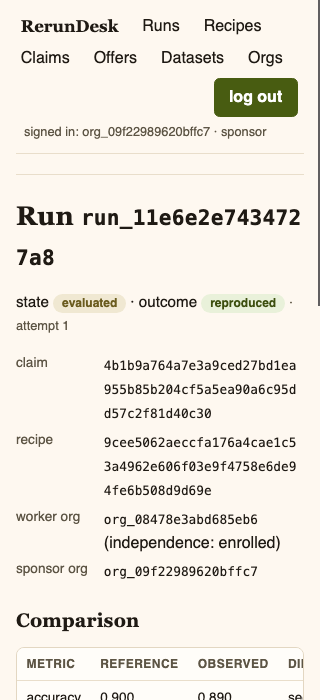 RerunDesk Runs Recipes
Claims Offers Datasets Orgs
log out
signed in: org_09f22989620bffc7 · sponsor
Run run_11e6e2e743472
7a8
state evaluated · outcome reproduced ·
attempt 1
claim 4b1b9a764a7e3a9ced27bd1ea
955b85b204cf5a5ea90a6c95d
d57c2f81d40c30
recipe 9cee5062aeccfa176a4cae1c5
3a4962e606f03e9f4758e6de9
4fe6b508d9d69e
worker org org_08478e3abd685eb6
(independence: enrolled)
sponsor org org_09f22989620bffc7
Comparison
METRIC REFERENCE OBSERVED
accuracy 0.900 0.890